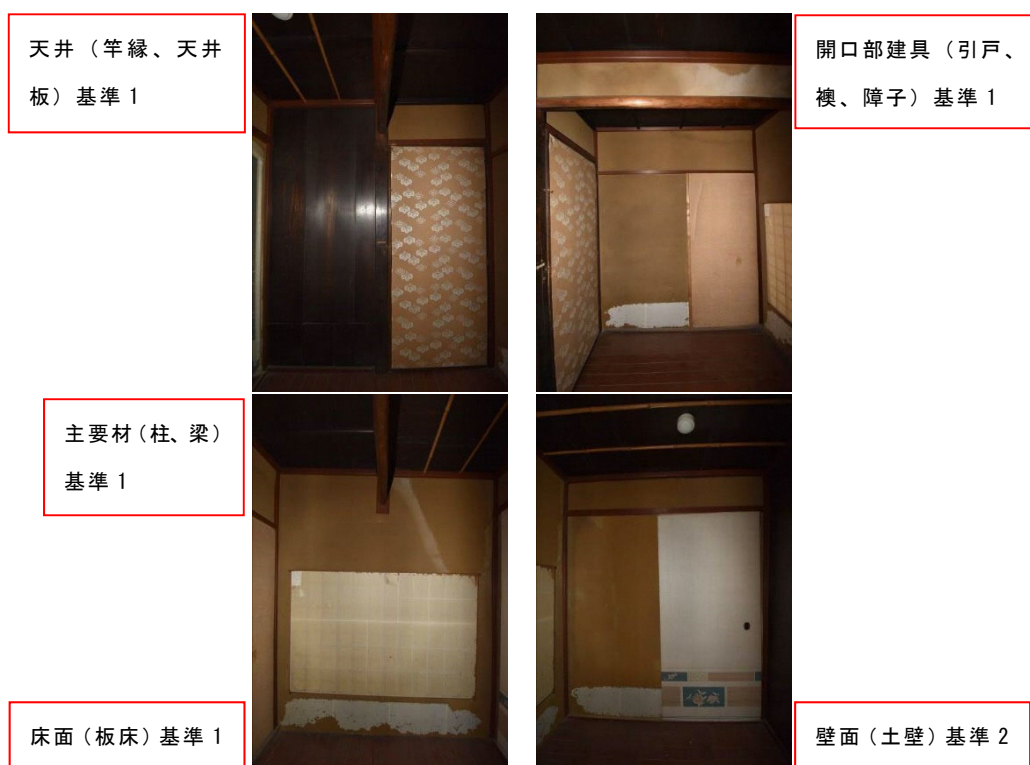 天井（竿縁、天井
板）基準 1
開口部建具（引戸、
襖、障子）基準 1
主要材（柱、梁）
基準 1
床面（板床）基準 1
壁面（土壁）基準 2